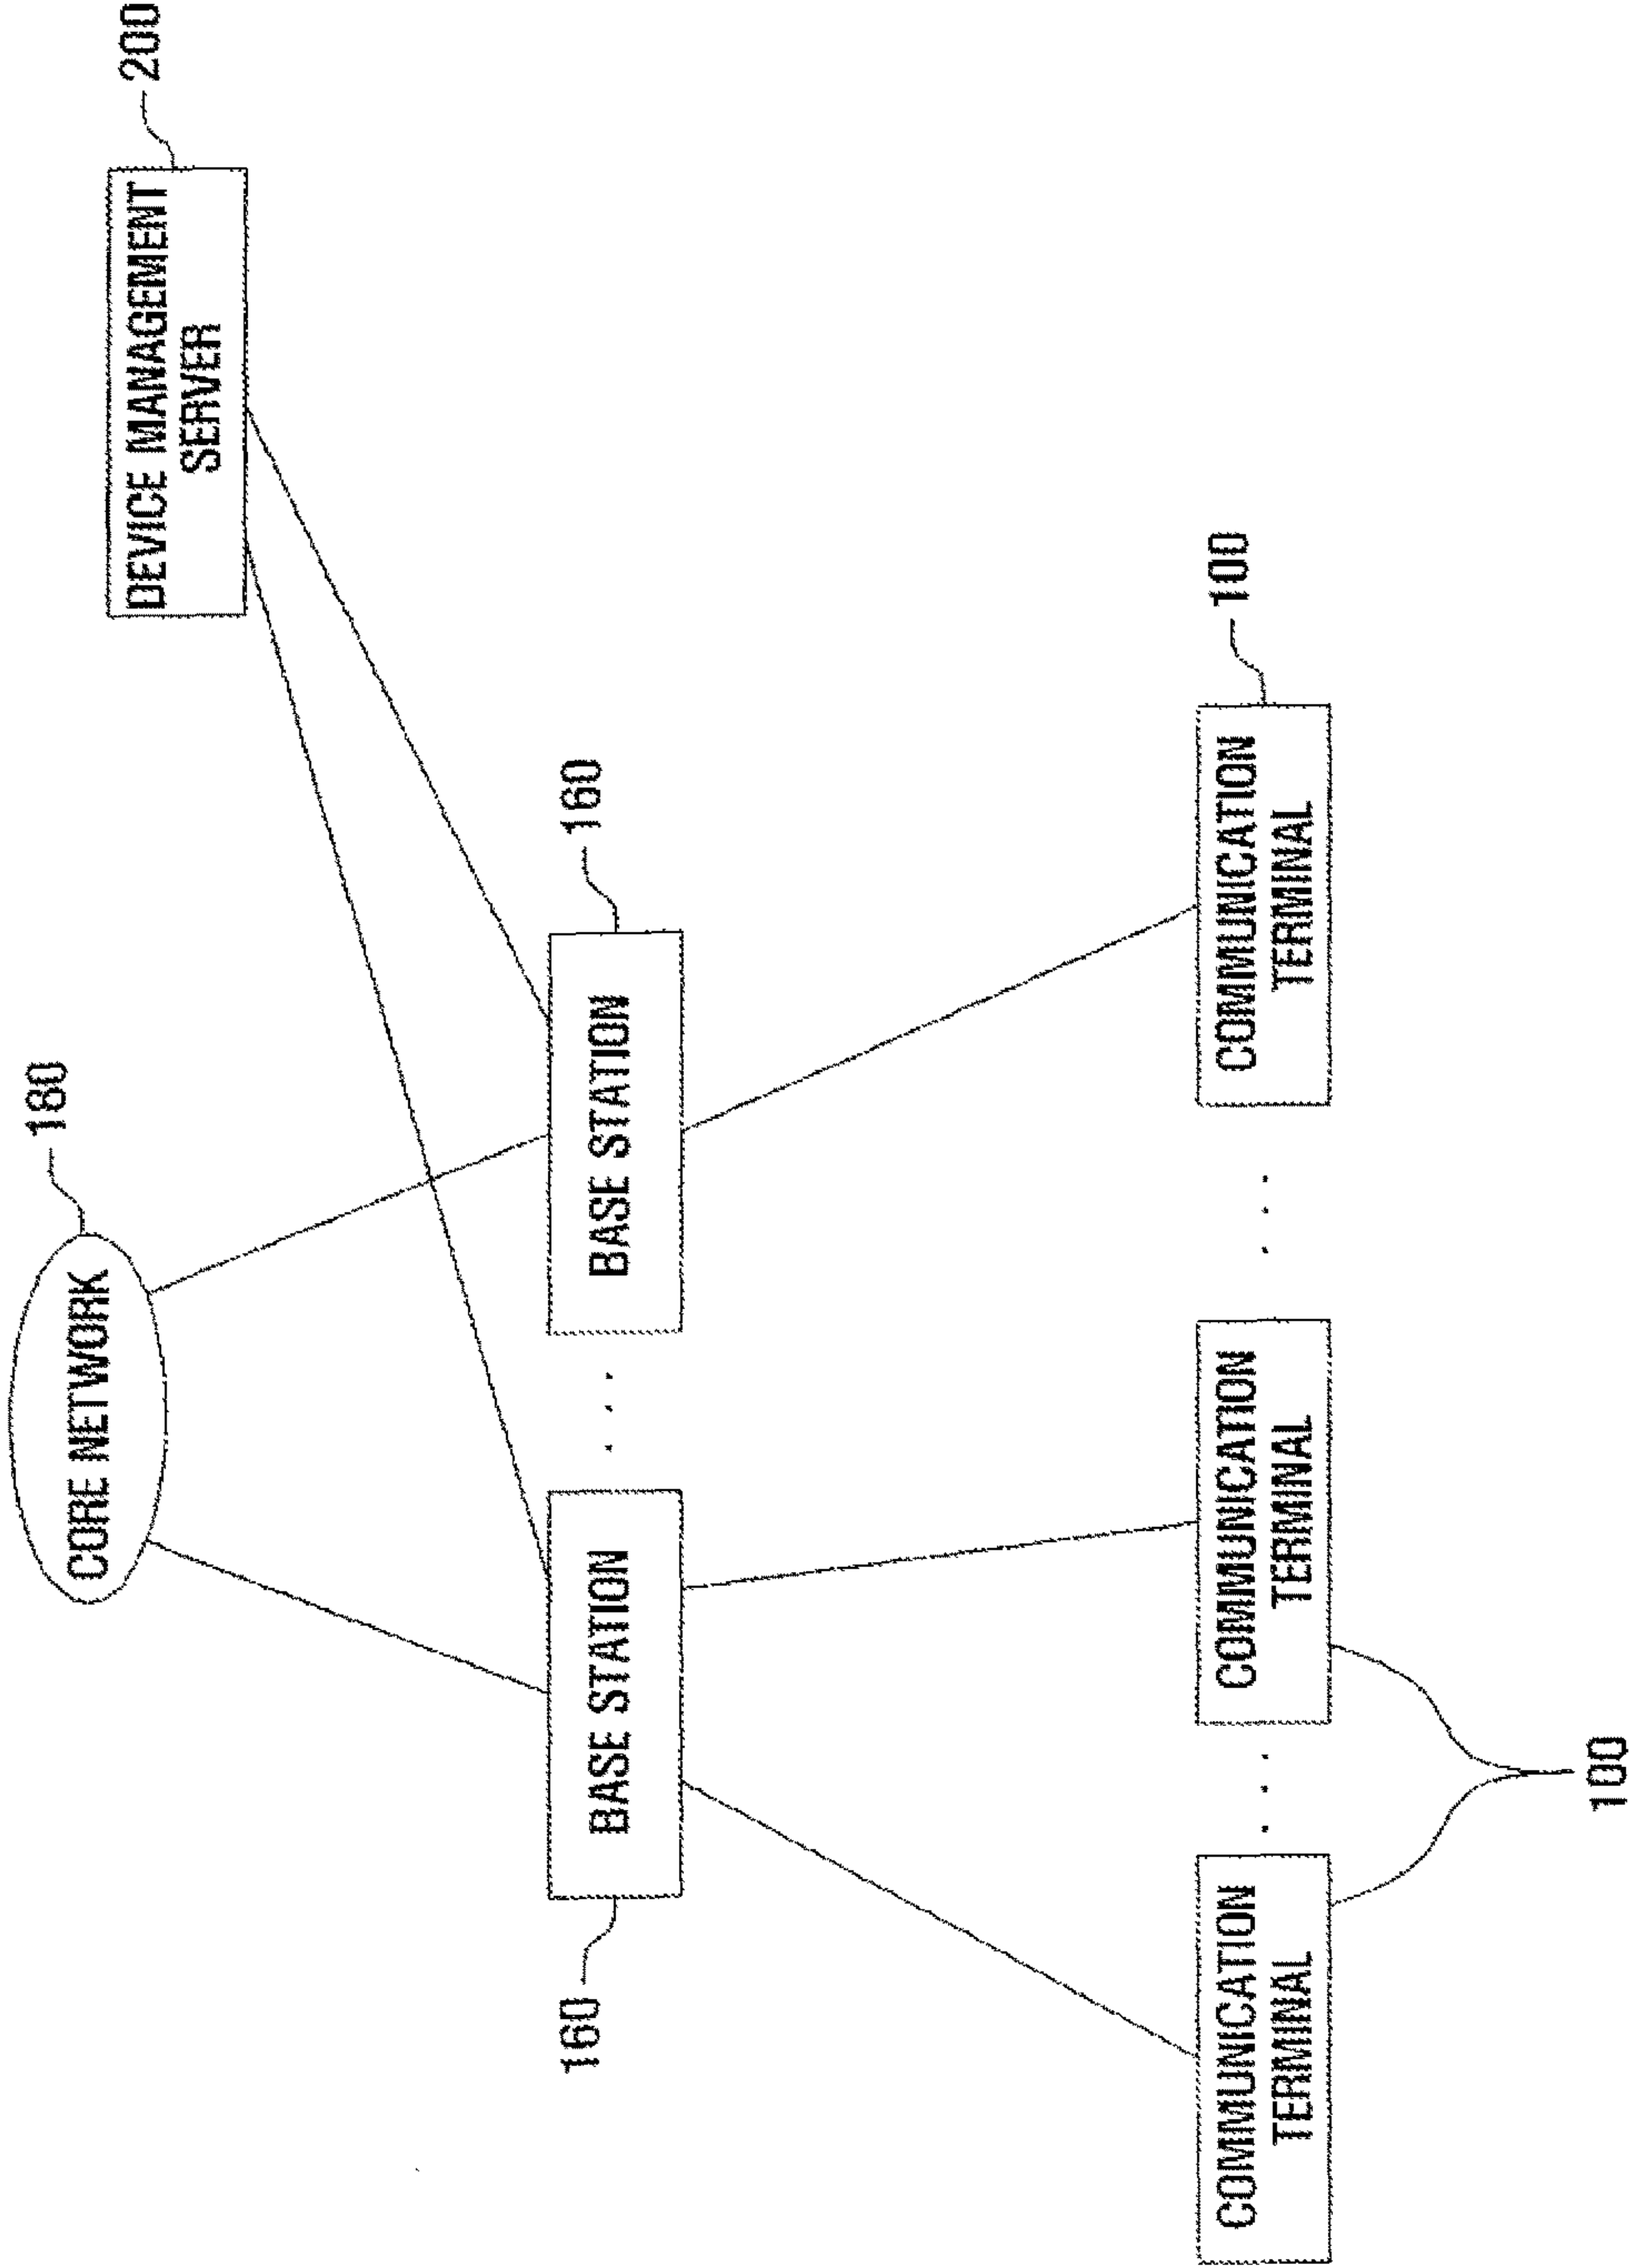 180
CORE NETWORK
200
DEVICE MANAGEMENT
SERVER
160
BASE STATION
. . .
BASE STATION
160
COMMUNICATION
TERMINAL
. . .
COMMUNICATION
TERMINAL
. . .
COMMUNICATION
TERMINAL
100
100